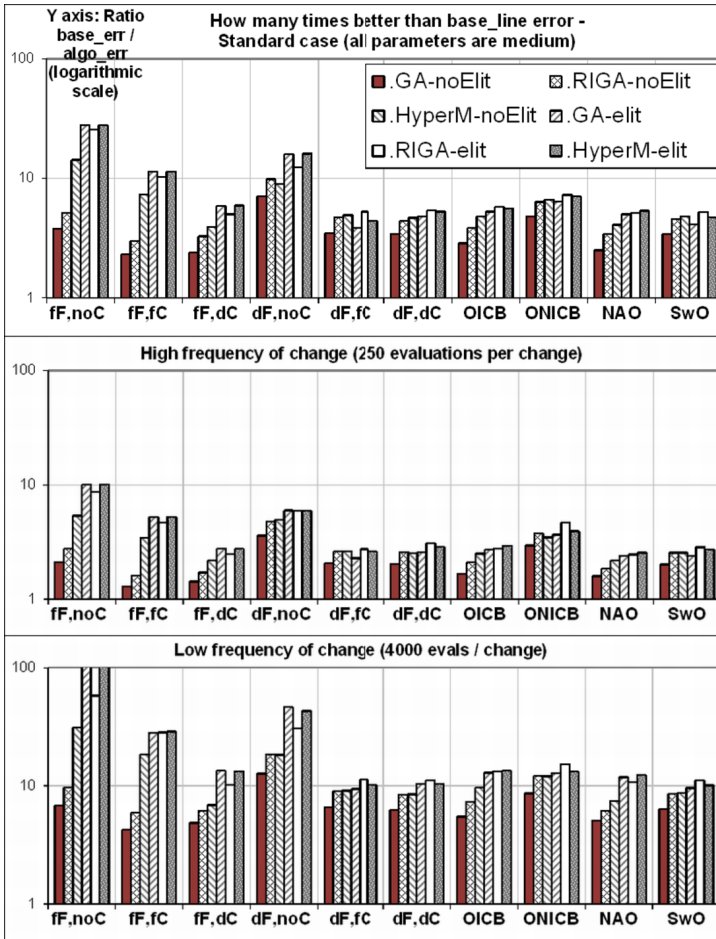 Y axis: Ratio
base_err /
algo_err
(logarithmic
scale)
How many times better than base_line error -
Standard case (all parameters are medium)
100
10
1
.GA-noElit
.RIGA-noElit
.HyperM-noElit
.GA-elit
.RIGA-elit
.HyperM-elit
fF,noC fF,fC fF,dC dF,noC dF,fC dF,dC OICB ONICB NAO SwO
High frequency of change (250 evaluations per change)
100
10
1
fF,noC fF,fC fF,dC dF,noC dF,fC dF,dC OICB ONICB NAO SwO
Low frequency of change (4000 evals / change)
100
10
1
fF,noC fF,fC fF,dC dF,noC dF,fC dF,dC OICB ONICB NAO SwO